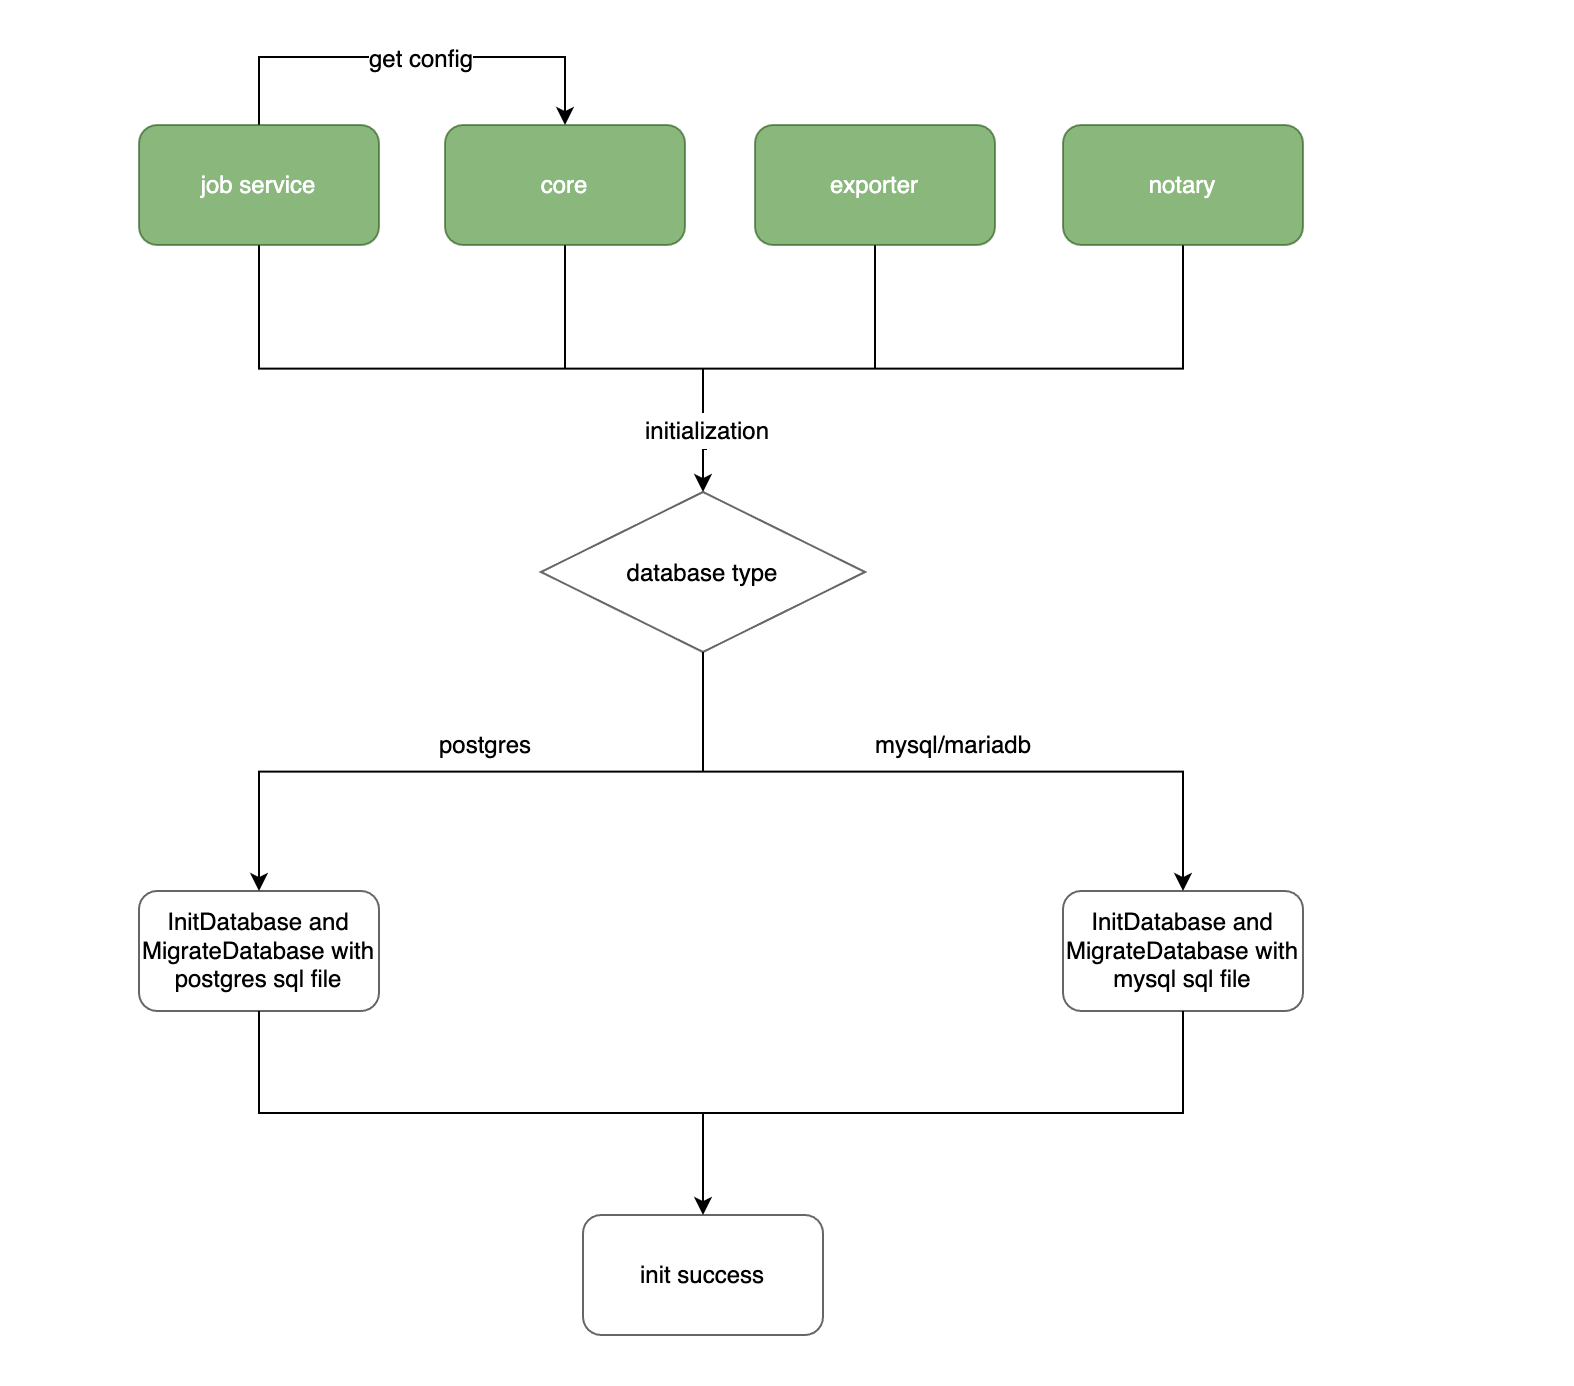 get config
job service
core
exporter
notary
initialization
database type
postgres
mysql/mariadb
InitDatabase and
MigrateDatabase with
postgres sql file
InitDatabase and
MigrateDatabase with
mysql sql file
init success